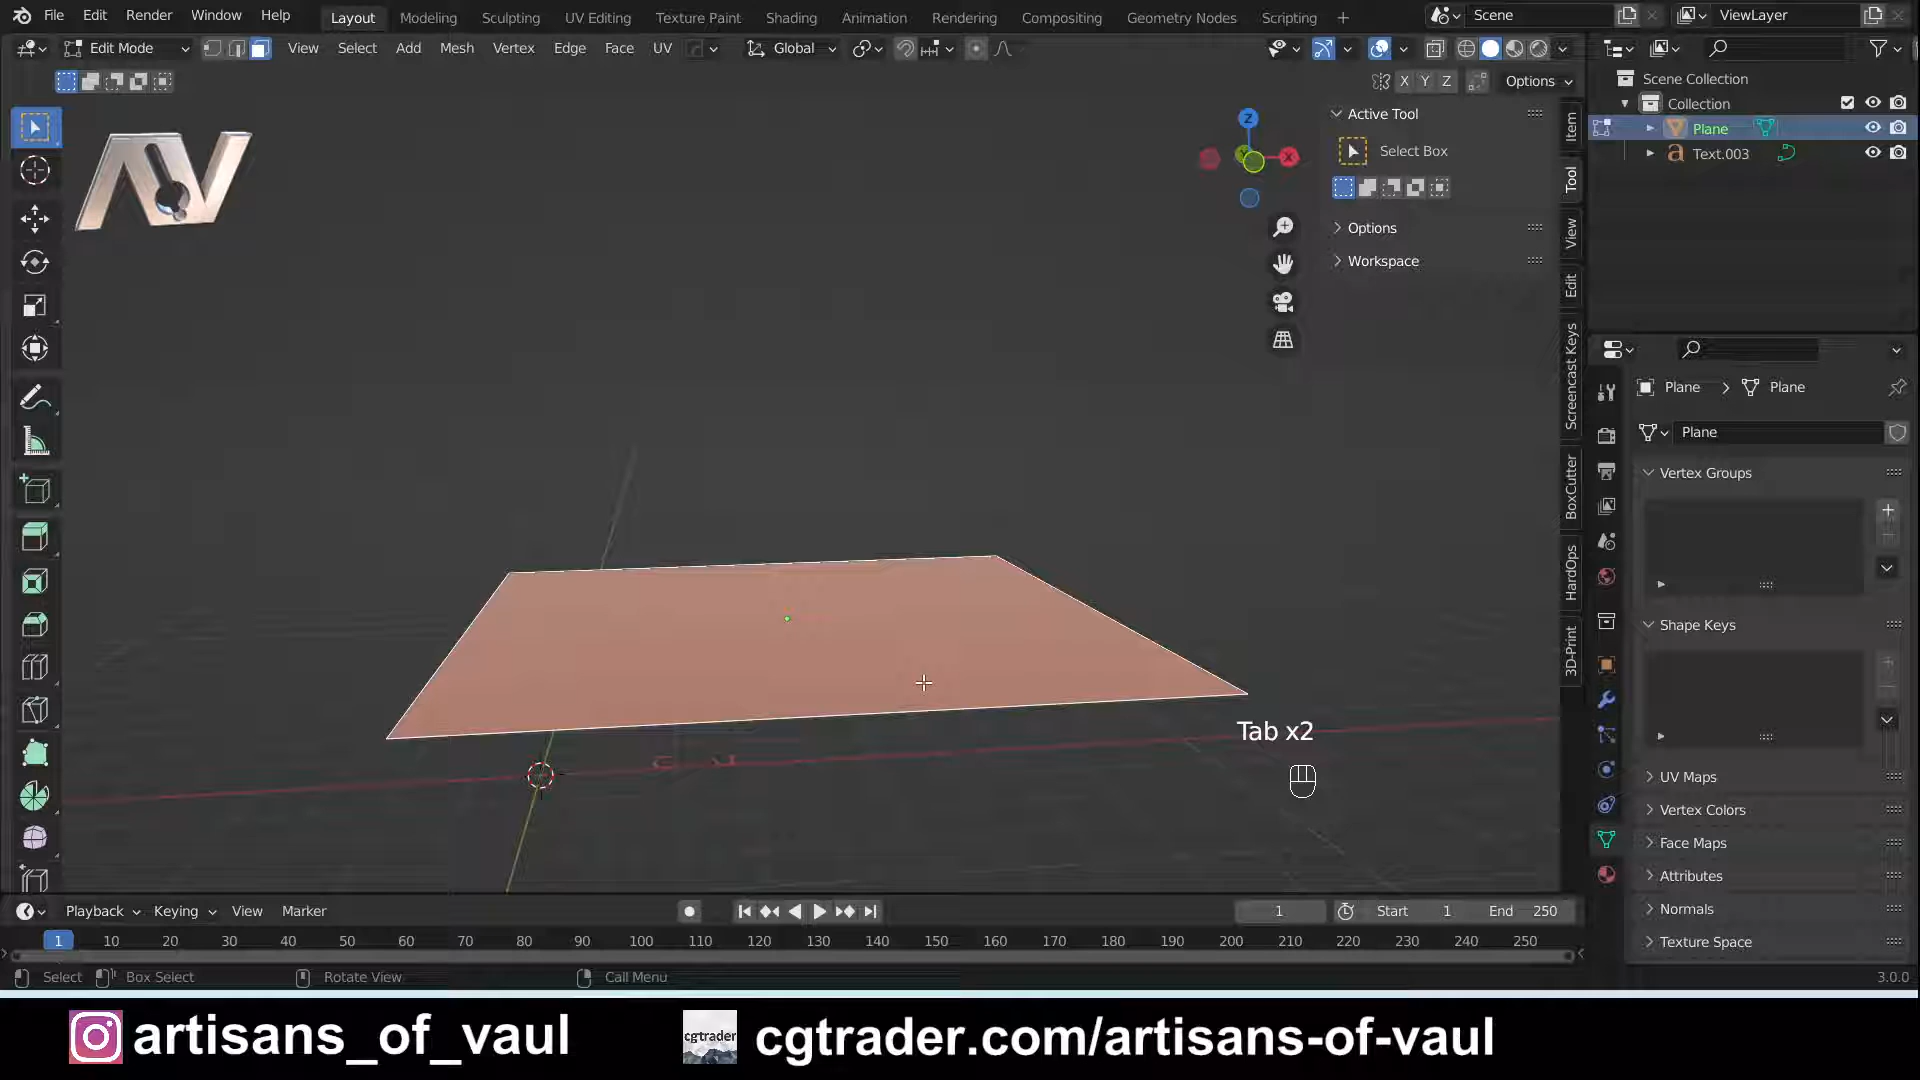 File Edit Render Window Help Layout Modeling Sculpting UV Editing Texture Paint Shading Animation Rendering Compositing Geometry Nodes Scripting + Scene ViewLayer
Edit Mode View Select Add Mesh Vertex Edge Face UV Global
X Y Z Options
Scene Collection
Collection
Plane
Text.003
AV
Z
X
Active Tool
Select Box
Options
Workspace
Item
Tool
View
Edit
Screencast Keys
BoxCutter
HardOps
3D-Print
Plane > Plane
Plane
Vertex Groups
Shape Keys
UV Maps
Vertex Colors
Face Maps
Attributes
Normals
Texture Space
Tab x2
Playback Keying View Marker 1 Start 1 End 250
1 10 20 30 40 50 60 70 80 90 100 110 120 130 140 150 160 170 180 190 200 210 220 230 240 250
Select Box Select Rotate View Call Menu 3.0.0
artisans_of_vaul cgtrader cgtrader.com/artisans-of-vaul